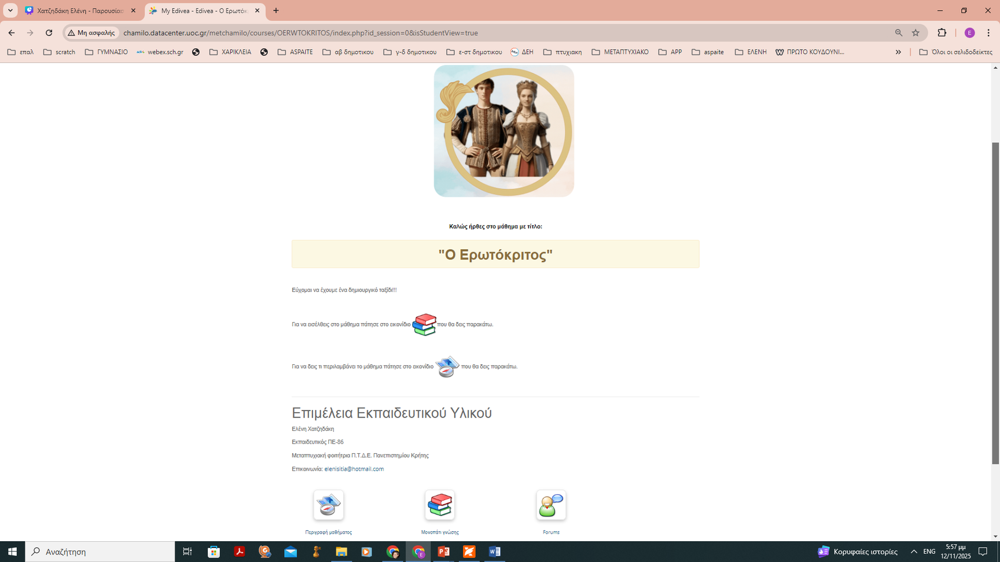 Χατζηδάκη Ελένη - Παρουσίασ
My Edivea - Edivea - Ο Ερωτόκ
Μη ασφαλής
chamilo.datacenter.uoc.gr/metchamilo/courses/OERWTOKRITOS/index.php?id_session=0&isStudentView=true
E
επαλ
scratch
ΓΥΜΝΑΣΙΟ
webex.sch.gr
ΧΑΡΙΚΛΕΙΑ
ASPAITE
αβ δημοτικου
γ-δ δημοτικου
ε-στ δημοτικου
ΔΕΗ
πτυχιακη
ΜΕΤΑΠΤΥΧΙΑΚΟ
APP
aspaite
ΕΛΕΝΗ
ΠΡΩΤΟ ΚΟΥΔΟΥΝΙ...
Όλοι οι σελιδοδείκτες
Καλώς ήρθες στο μάθημα με τίτλο:
"Ο Ερωτόκριτος"
Εύχομαι να έχουμε ένα δημιουργικό ταξίδι!!!
Για να εισέλθεις στο μάθημα πάτησε στο εικονίδιο που θα δεις παρακάτω.
Για να δεις τι περιλαμβάνει το μάθημα πάτησε στο εικονίδιο που θα δεις παρακάτω.
Επιμέλεια Εκπαιδευτικού Υλικού
Ελένη Χατζηδάκη
Εκπαιδευτικός ΠΕ-86
Μεταπτυχιακή φοιτήτρια Π.Τ.Δ.Ε. Πανεπιστημίου Κρήτης
Επικοινωνία: elenisitia@hotmail.com
Περιγραφή μαθήματος
Μονοπάτι γνώσης
Forums
Αναζήτηση
Κορυφαίες ιστορίες
ENG
5:57 μμ
12/11/2025